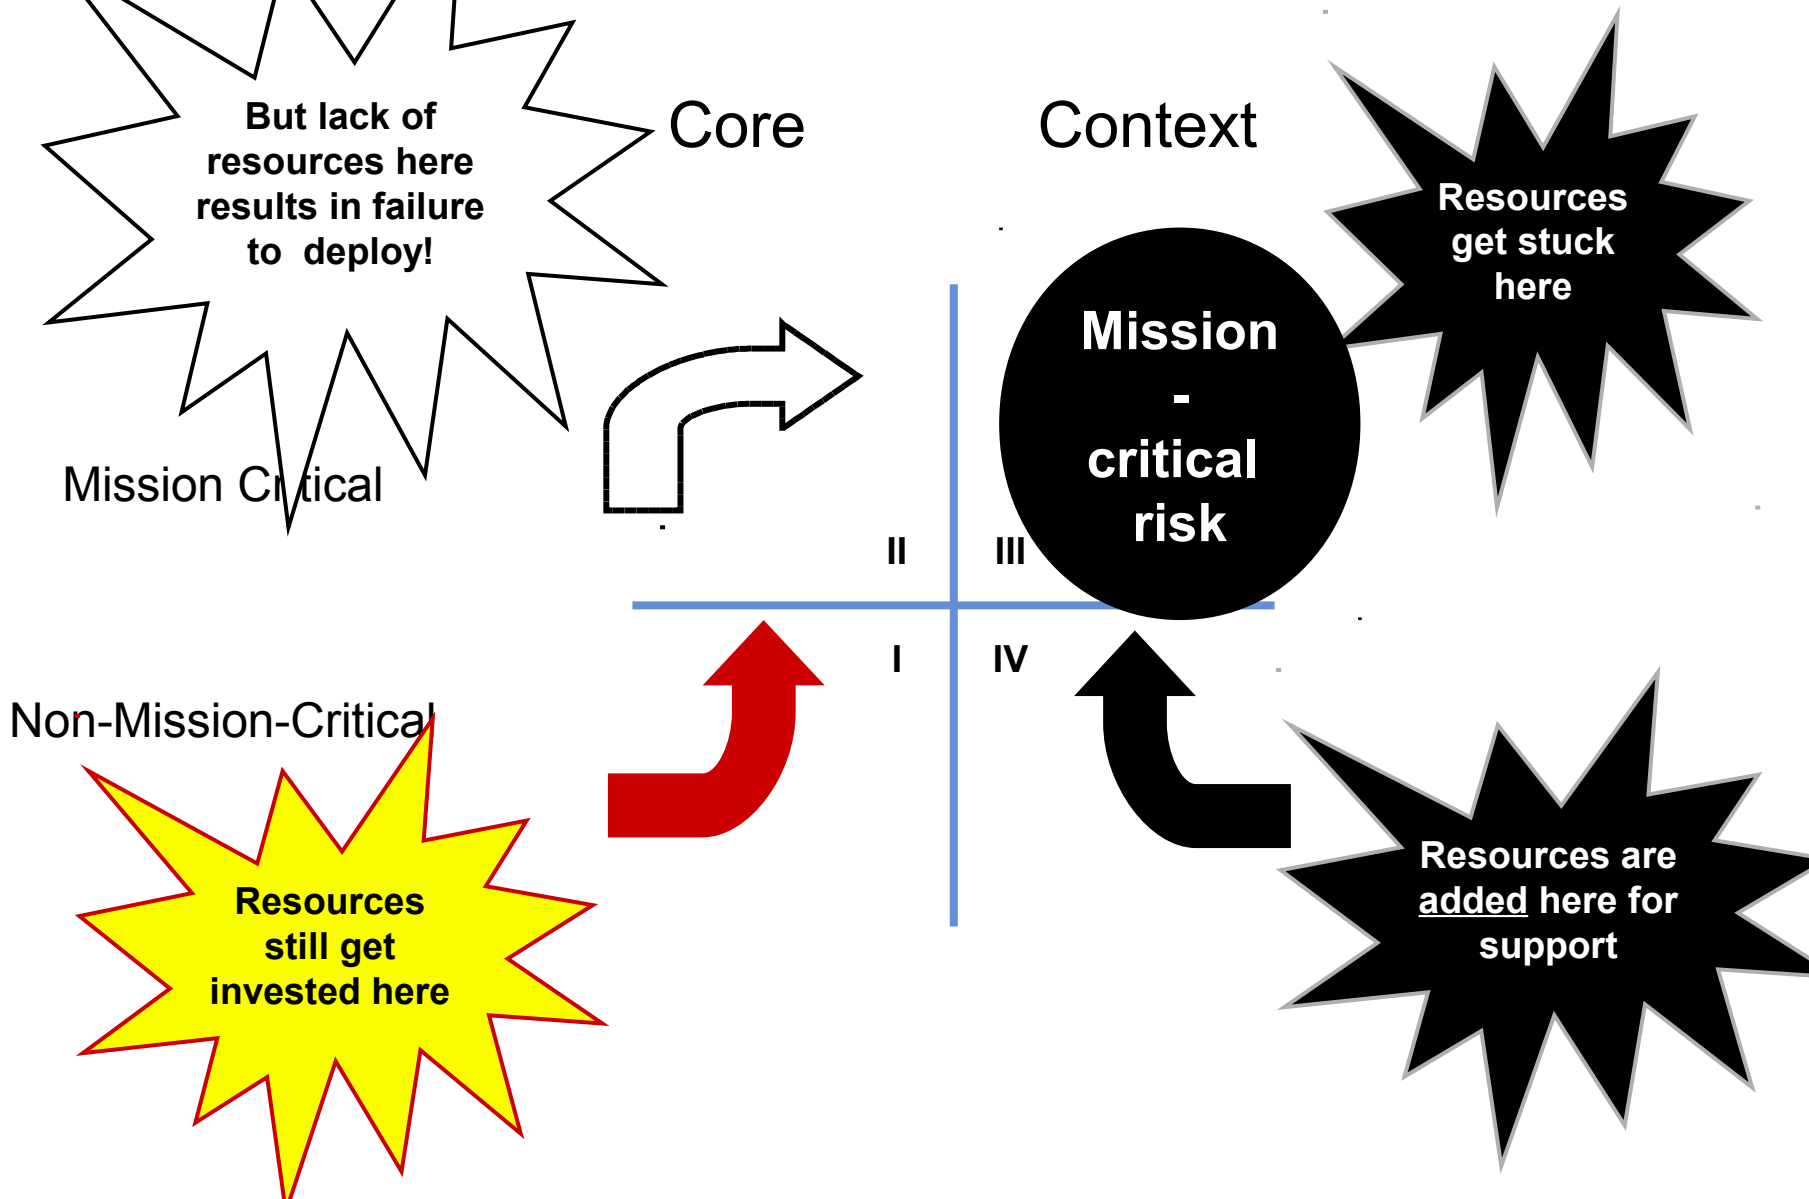 But lack of
resources here
results in failure
to deploy!
Core
Context
Resources
get stuck
here
Mission
-
critical
risk
Mission Critical
II
III
I
IV
Non-Mission-Critical
Resources
still get
invested here
Resources are
added here for
support